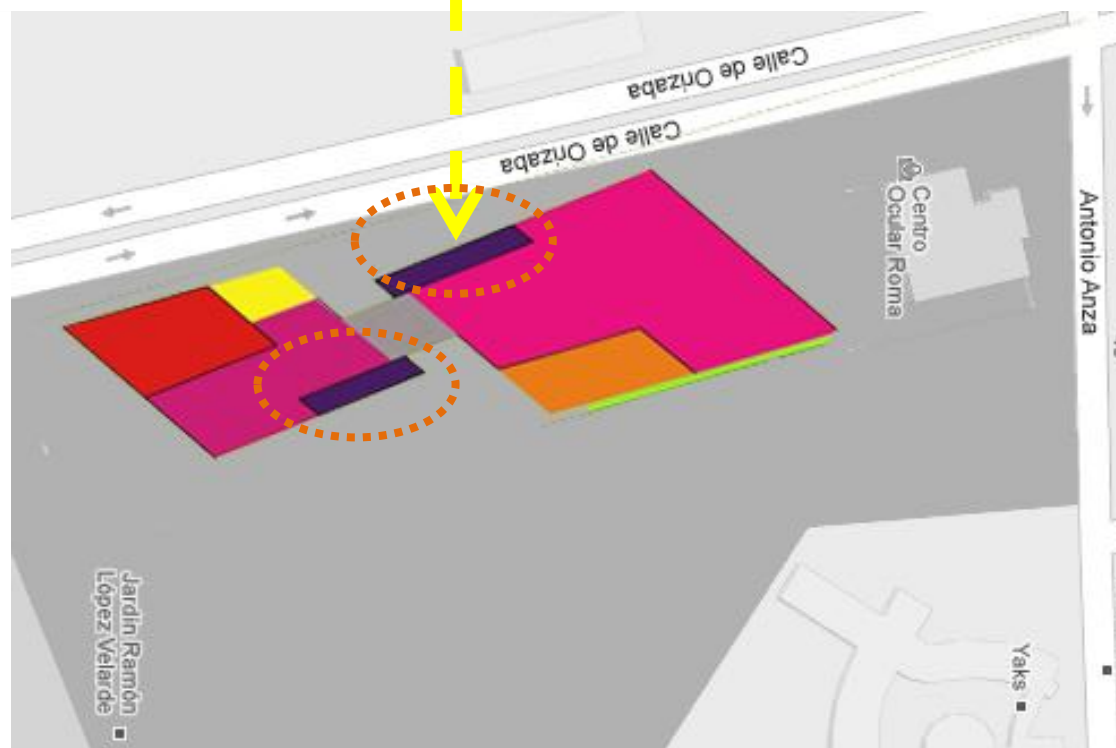 Calle de Orizaba
Calle de Orizaba
Centro
Ocular Roma
Antonio Anza
Jardín Ramón
López Velarde
Yaks